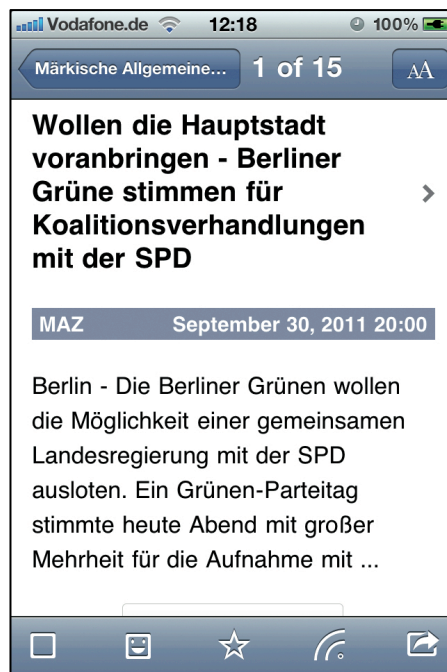 Vodafone.de 12:18 100%
Märkische Allgemeine... 1 of 15 AA
Wollen die Hauptstadt
voranbringen - Berliner
Grüne stimmen für
Koalitionsverhandlungen
mit der SPD
MAZ September 30, 2011 20:00
Berlin - Die Berliner Grünen wollen
die Möglichkeit einer gemeinsamen
Landesregierung mit der SPD
ausloten. Ein Grünen-Parteitag
stimmte heute Abend mit großer
Mehrheit für die Aufnahme mit ...